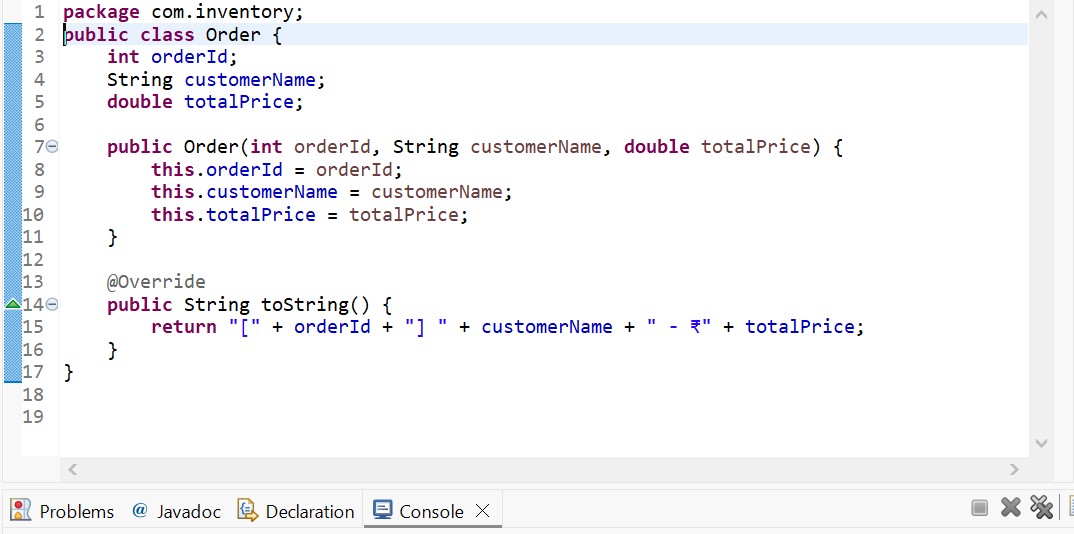 1 package com.inventory;
2 public class Order {
3     int orderId;
4     String customerName;
5     double totalPrice;
6
7     public Order(int orderId, String customerName, double totalPrice) {
8         this.orderId = orderId;
9         this.customerName = customerName;
10         this.totalPrice = totalPrice;
11     }
12
13     @Override
14     public String toString() {
15         return "[" + orderId + "] " + customerName + " - ₹" + totalPrice;
16     }
17 }
18
19
Problems @ Javadoc Declaration Console